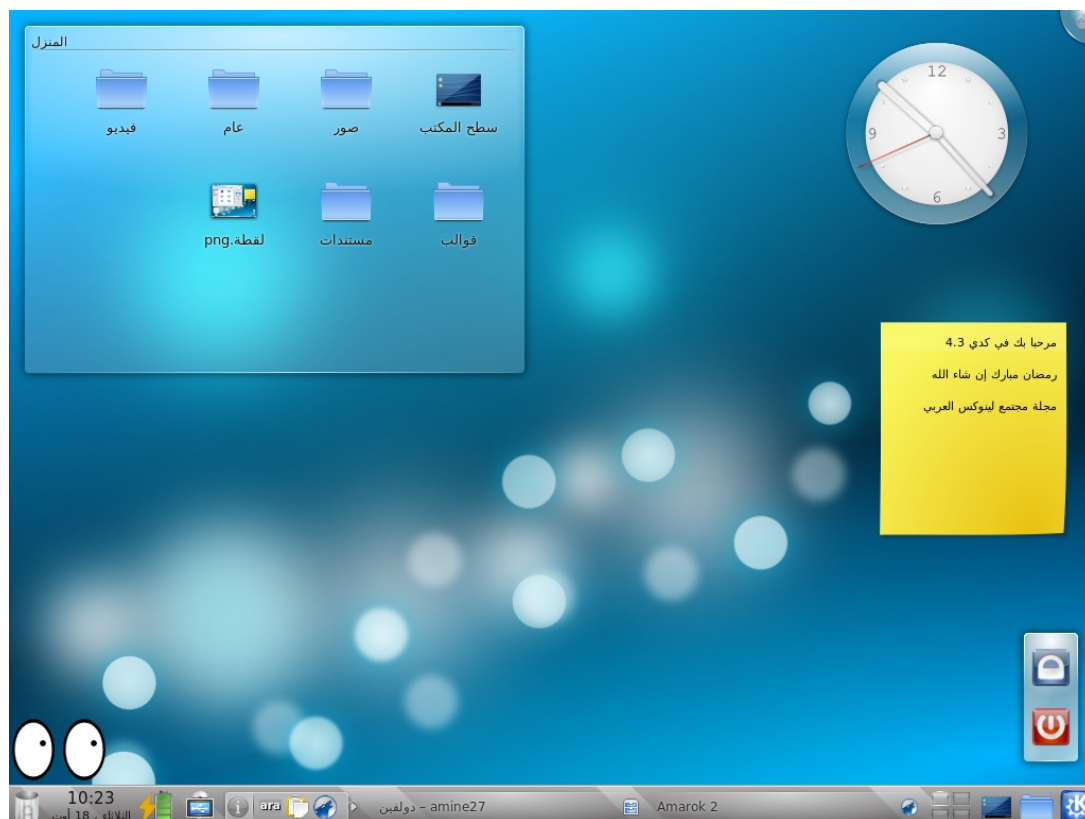 المنزل
سطح المكتب
صور
عام
فيديو
قوالب
مستندات
لقطة.png
12
3
6
9
مرحبا بك في كدي 4.3
رمضان مبارك إن شاء الله
مجلة مجتمع لينوكس العربي
Amarok 2
دولفين – amine27
ara
10:23
الثلاثاء ، 18 أوت